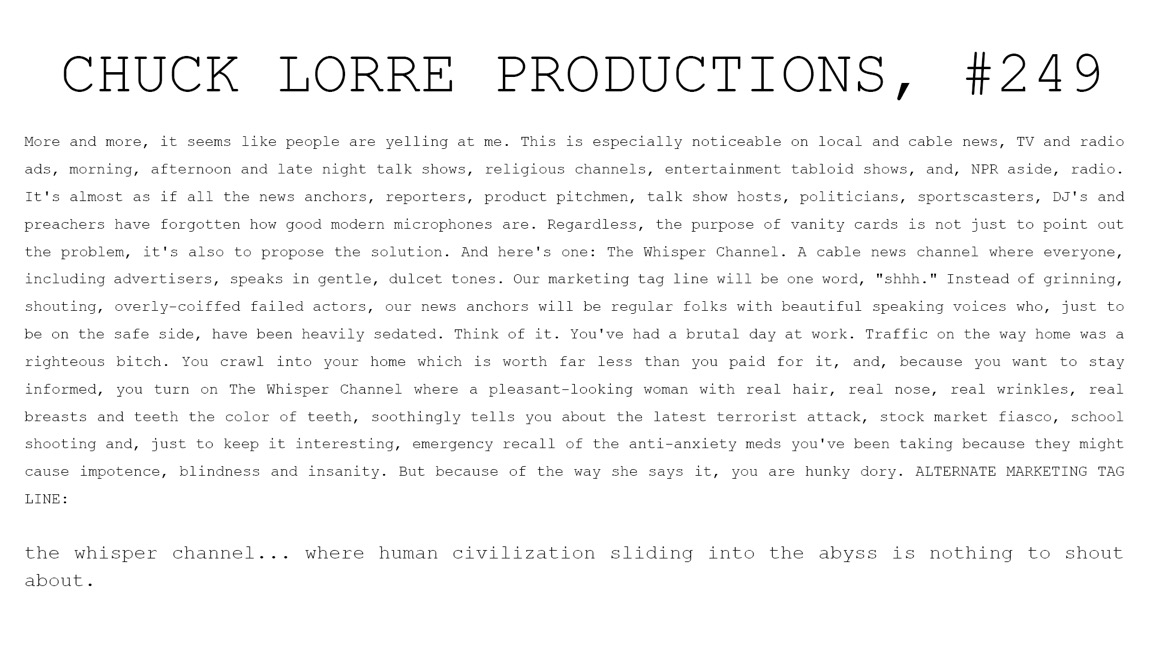 CHUCK LORRE PRODUCTIONS, #249
More and more, it seems like people are yelling at me. This is especially noticeable on local and cable news, TV and radio
ads, morning, afternoon and late night talk shows, religious channels, entertainment tabloid shows, and, NPR aside, radio.
It's almost as if all the news anchors, reporters, product pitchmen, talk show hosts, politicians, sportscasters, DJ's and
preachers have forgotten how good modern microphones are. Regardless, the purpose of vanity cards is not just to point out
the problem, it's also to propose the solution. And here's one: The Whisper Channel. A cable news channel where everyone,
including advertisers, speaks in gentle, dulcet tones. Our marketing tag line will be one word, "shhh." Instead of grinning,
shouting, overly-coiffed failed actors, our news anchors will be regular folks with beautiful speaking voices who, just to
be on the safe side, have been heavily sedated. Think of it. You've had a brutal day at work. Traffic on the way home was a
righteous bitch. You crawl into your home which is worth far less than you paid for it, and, because you want to stay
informed, you turn on The Whisper Channel where a pleasant-looking woman with real hair, real nose, real wrinkles, real
breasts and teeth the color of teeth, soothingly tells you about the latest terrorist attack, stock market fiasco, school
shooting and, just to keep it interesting, emergency recall of the anti-anxiety meds you've been taking because they might
cause impotence, blindness and insanity. But because of the way she says it, you are hunky dory. ALTERNATE MARKETING TAG
LINE:
the whisper channel... where human civilization sliding into the abyss is nothing to shout
about.